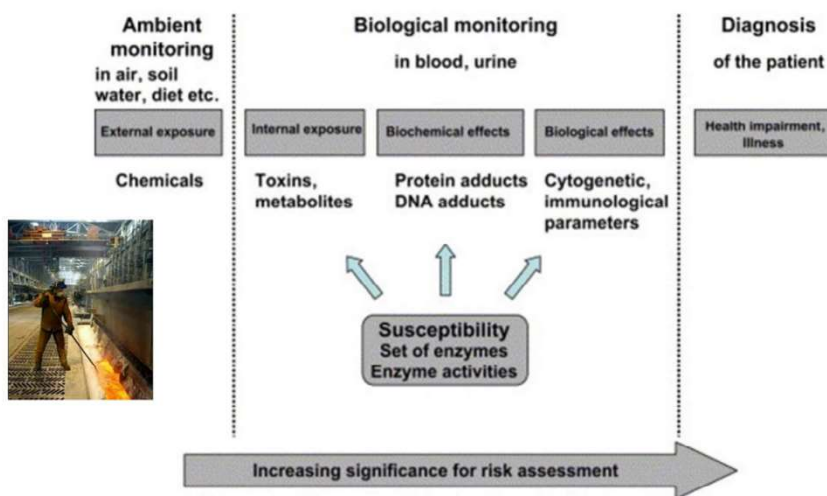 Ambient
monitoring
in air, soil
water, diet etc.
Biological monitoring
in blood, urine
Diagnosis
of the patient
External exposure
Internal exposure
Biochemical effects
Biological effects
Health impairment,
Illness
Chemicals
Toxins,
metabolites
Protein adducts
DNA adducts
Cytogenetic,
immunological
parameters
Susceptibility
Set of enzymes
Enzyme activities
Increasing significance for risk assessment